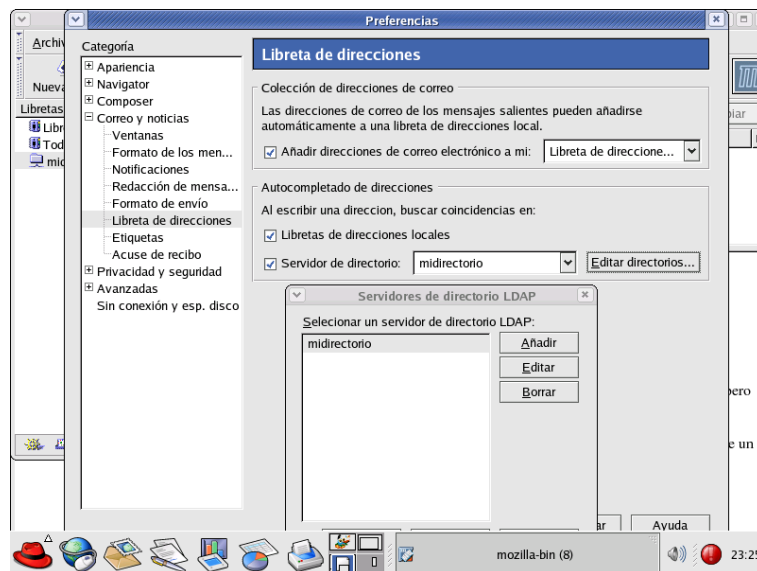 Preferencias
Archiv
Nueva
Libretas
Libr
Tod
mid
Categoría
Apariencia
Navigator
Composer
Correo y noticias
Ventanas
Formato de los men...
Notificaciones
Redacción de mensa...
Formato de envío
Libreta de direcciones
Etiquetas
Acuse de recibo
Privacidad y seguridad
Avanzadas
Sin conexión y esp. disco
Libreta de direcciones
Colección de direcciones de correo
Las direcciones de correo de los mensajes salientes pueden añadirse
automáticamente a una libreta de direcciones local.
Añadir direcciones de correo electrónico a mi: Libreta de direccione...
Autocompletado de direcciones
Al escribir una direccion, buscar coincidencias en:
Libretas de direcciones locales
Servidor de directorio: midirectorio Editar directorios...
Servidores de directorio LDAP
Selecionar un servidor de directorio LDAP:
midirectorio
Añadir
Editar
Borrar
iar
pero
e un
ar Ayuda
mozilla-bin (8)
23:25